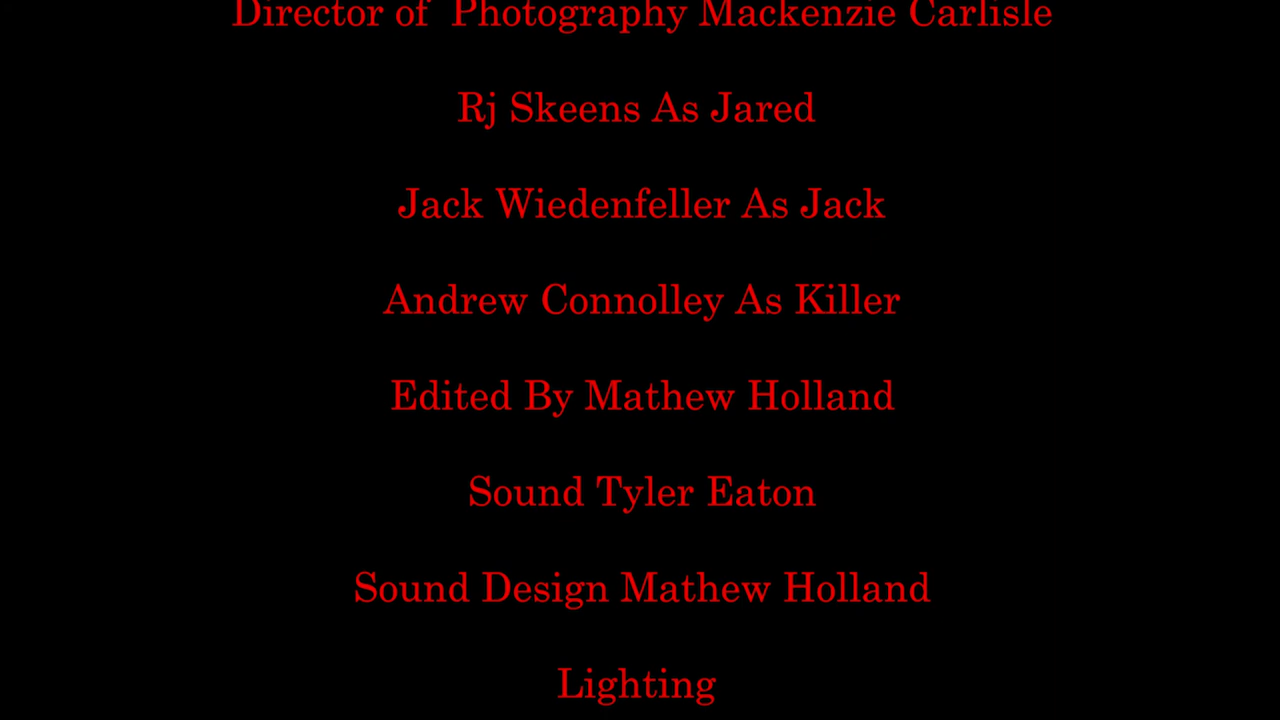 Director of  Photography Mackenzie Carlisle
Rj Skeens As Jared
Jack Wiedenfeller As Jack
Andrew Connolley As Killer
Edited By Mathew Holland
Sound Tyler Eaton
Sound Design Mathew Holland
Lighting